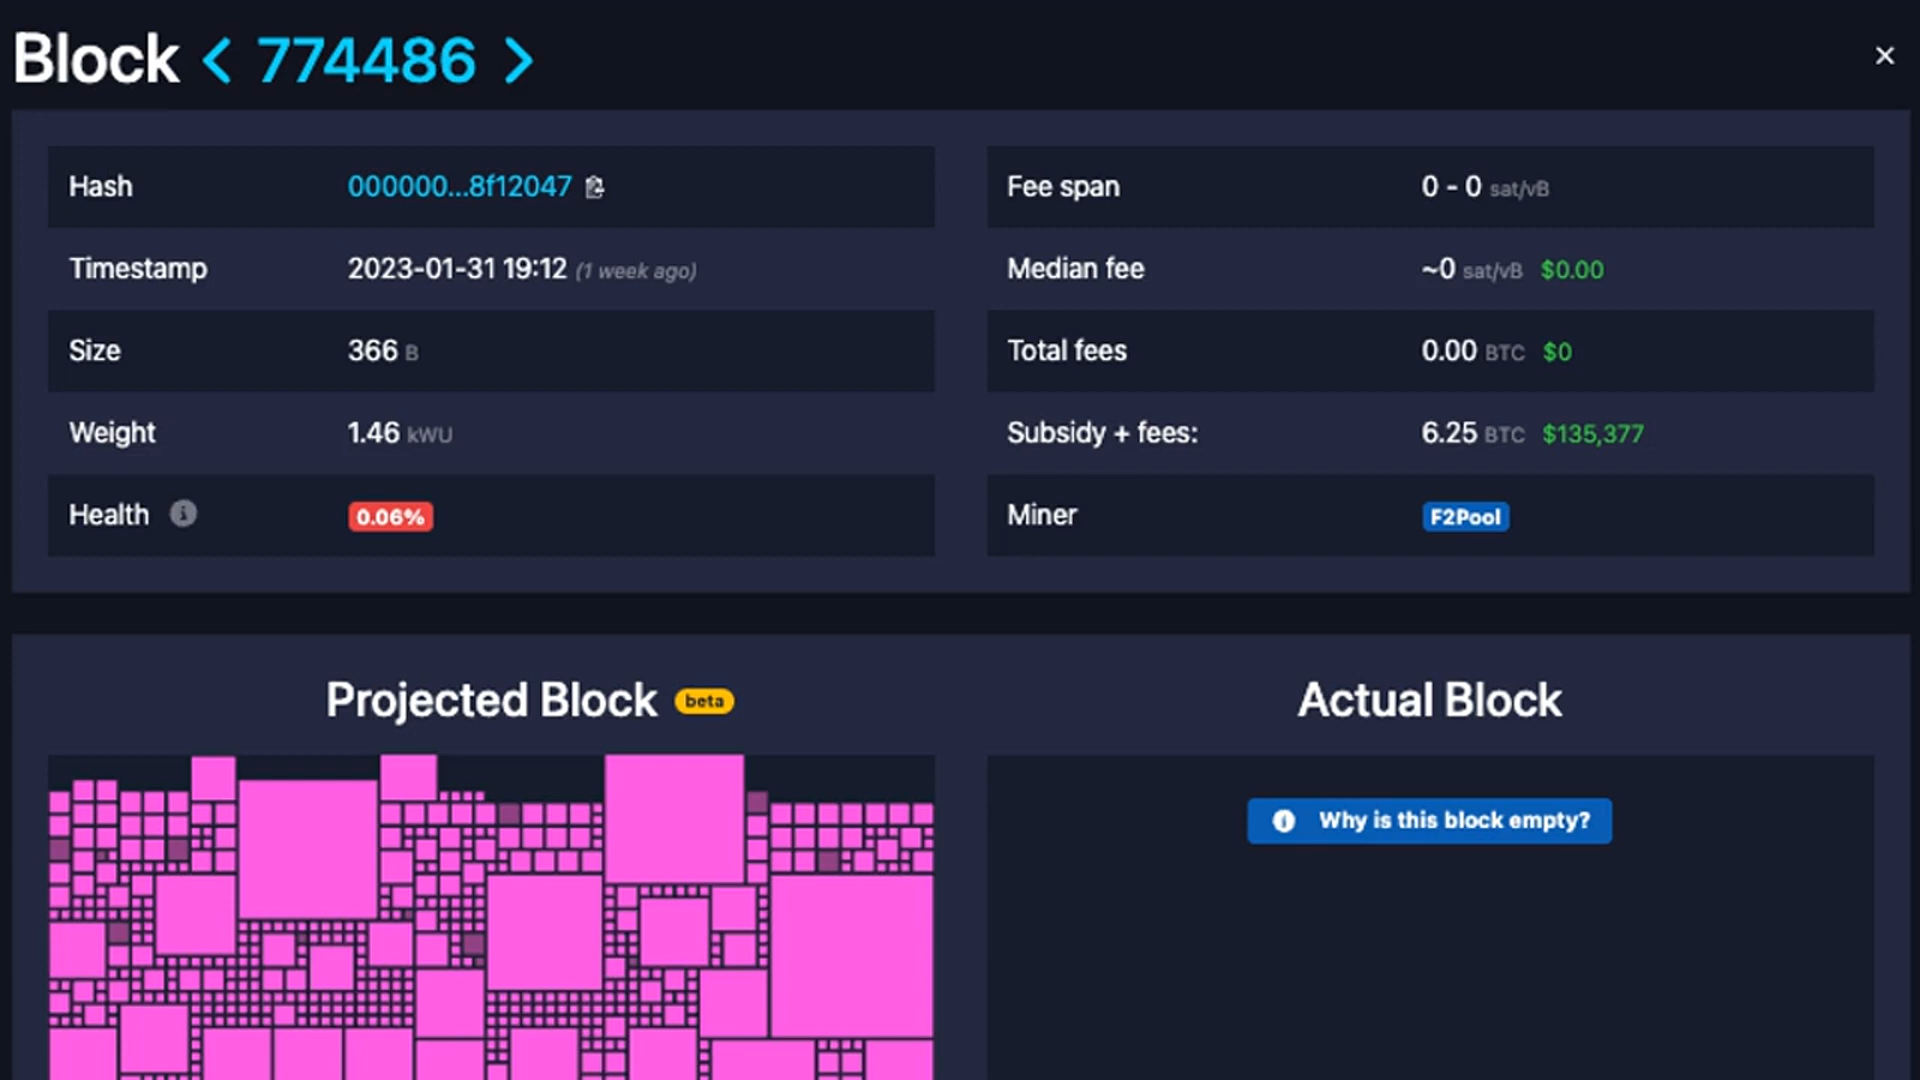 Block < 774486 >
×
Hash 000000...8f12047
Timestamp 2023-01-31 19:12 (1 week ago)
Size 366 B
Weight 1.46 kWU
Health i 0.06%
Fee span 0 - 0 sat/vB
Median fee ~0 sat/vB $0.00
Total fees 0.00 BTC $0
Subsidy + fees: 6.25 BTC $135,377
Miner F2Pool
Projected Block beta
Actual Block
i Why is this block empty?